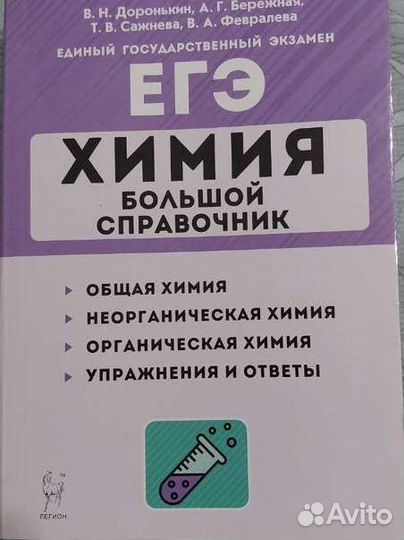 В. Н. Доронькин, А. Г. Бережная,
Т. В. Сажнева, В. А. Февралева
ЕДИНЫЙ ГОСУДАРСТВЕННЫЙ ЭКЗАМЕН
ЕГЭ
ХИМИЯ
БОЛЬШОЙ
СПРАВОЧНИК
ОБЩАЯ ХИМИЯ
НЕОРГАНИЧЕСКАЯ ХИМИЯ
ОРГАНИЧЕСКАЯ ХИМИЯ
УПРАЖНЕНИЯ И ОТВЕТЫ
ЛЕГИОН
Avito